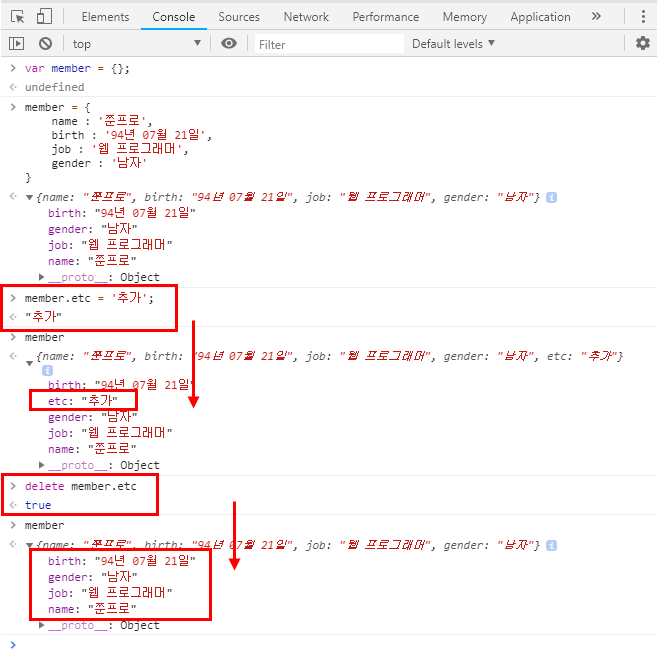 Elements Console Sources Network Performance Memory Application »
top ▼ Filter Default levels ▼
> var member = {};
<· undefined
> member = {
name : '쭌프로',
birth : '94년 07월 21일',
job : '웹 프로그래머',
gender : '남자'
}
<· ▼{name: "쭌프로", birth: "94년 07월 21일", job: "웹 프로그래머", gender: "남자"} i
birth: "94년 07월 21일"
gender: "남자"
job: "웹 프로그래머"
name: "쭌프로"
▶__proto__: Object
> member.etc = '추가';
<· "추가"
> member
<· ▼{name: "쭌프로", birth: "94년 07월 21일", job: "웹 프로그래머", gender: "남자", etc: "추가"}
i
birth: "94년 07월 21일"
etc: "추가"
gender: "남자"
job: "웹 프로그래머"
name: "쭌프로"
▶__proto__: Object
> delete member.etc
<· true
> member
<· ▼{name: "쭌프로", birth: "94년 07월 21일", job: "웹 프로그래머", gender: "남자"} i
birth: "94년 07월 21일"
gender: "남자"
job: "웹 프로그래머"
name: "쭌프로"
▶__proto__: Object
>